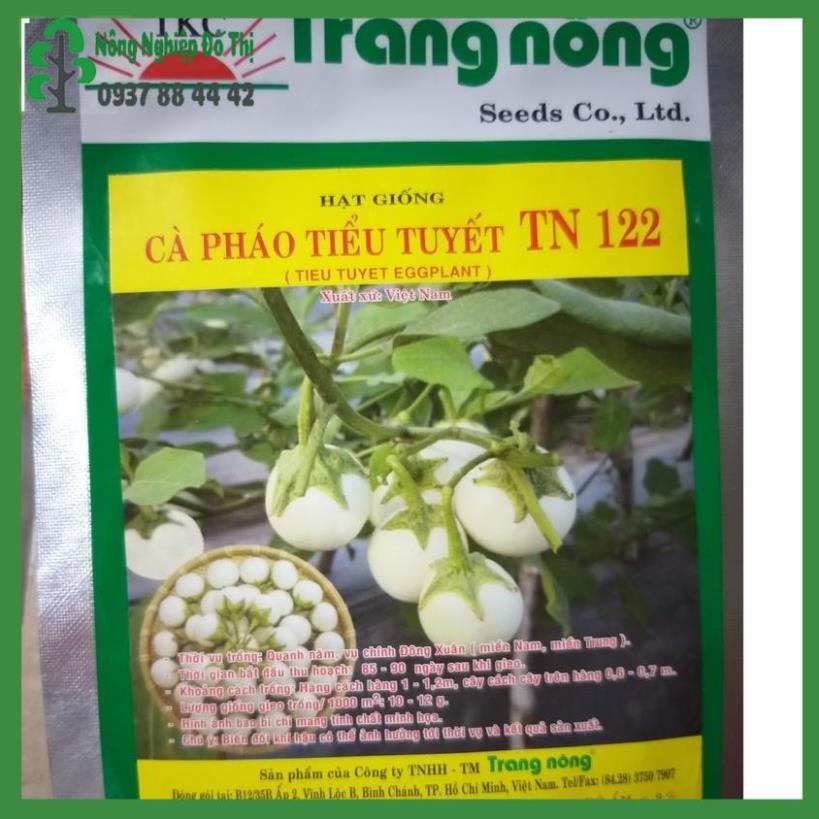 TKC
Trang nông®
Nông Nghiệp Đô Thị
0937 88 44 42
Seeds Co., Ltd.
HẠT GIỐNG
CÀ PHÁO TIỂU TUYẾT TN 122
( TIEU TUYET EGGPLANT )
Xuất xứ: Việt Nam
- Thời vụ trồng: Quanh năm, vụ chính Đông Xuân ( miền Nam, miền Trung ).
- Thời gian bắt đầu thu hoạch: 85 - 90 ngày sau khi gieo.
- Khoảng cách trồng: Hàng cách hàng 1 - 1,2m, cây cách cây trên hàng 0,6 - 0,7 m.
- Lượng giống gieo trồng/ 1000 m²: 10 - 12 g.
- Hình ảnh bao bì chỉ mang tính chất minh họa.
- Chú ý: Biến đổi khí hậu có thể ảnh hưởng tới thời vụ và kết quả sản xuất.
Sản phẩm của Công ty TNHH - TM Trang nông®
Đóng gói tại: B12/35B Ấp 2, Vĩnh Lộc B, Bình Chánh, TP. Hồ Chí Minh, Việt Nam. Tel/Fax: (84.28) 3750 7907